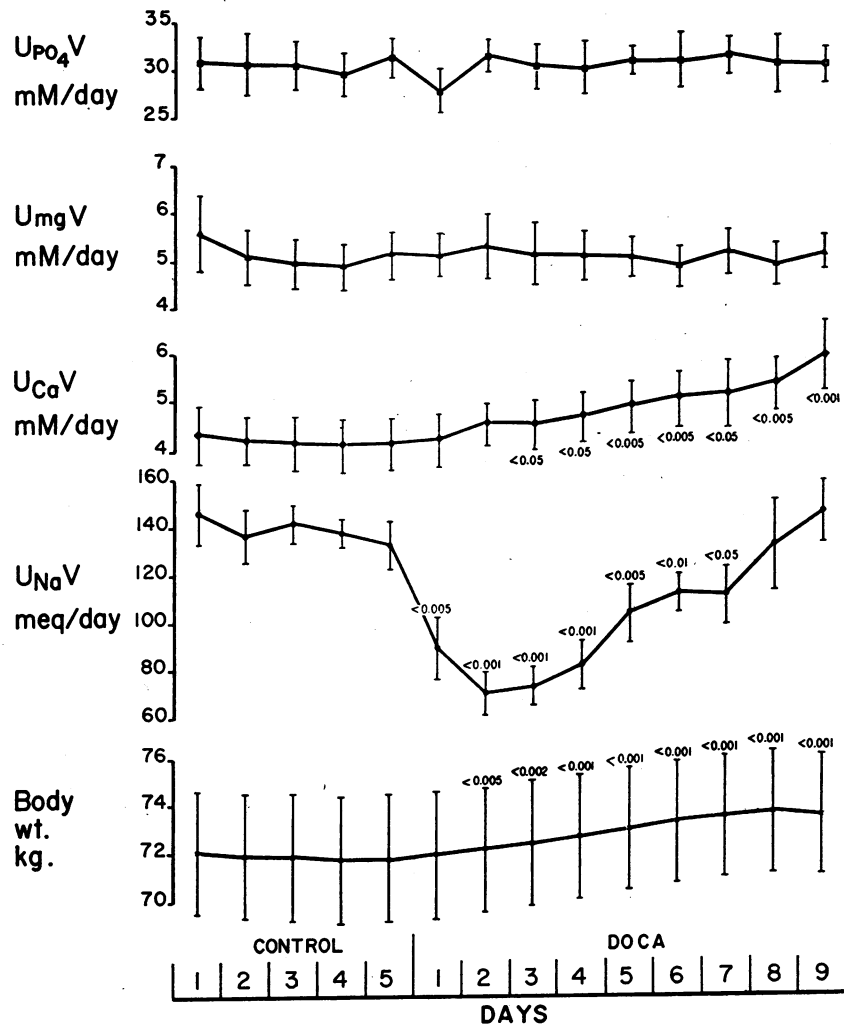 35
UPO4V
30
mM/day
25
7
UmgV
6
mM/day
5
4
UCaV
6
mM/day
5
4
<0.05 <0.05 <0.005 <0.005 <0.05 <0.005 <0.001
160
140
UNaV
120
meq/day
100
80
60
<0.005 <0.001 <0.001 <0.001 <0.005 <0.01 <0.05
Body
wt.
kg.
76
74
72
70
<0.005 <0.002 <0.001 <0.001 <0.001 <0.001 <0.001 <0.001
CONTROL DOCA
1 2 3 4 5 1 2 3 4 5 6 7 8 9
DAYS